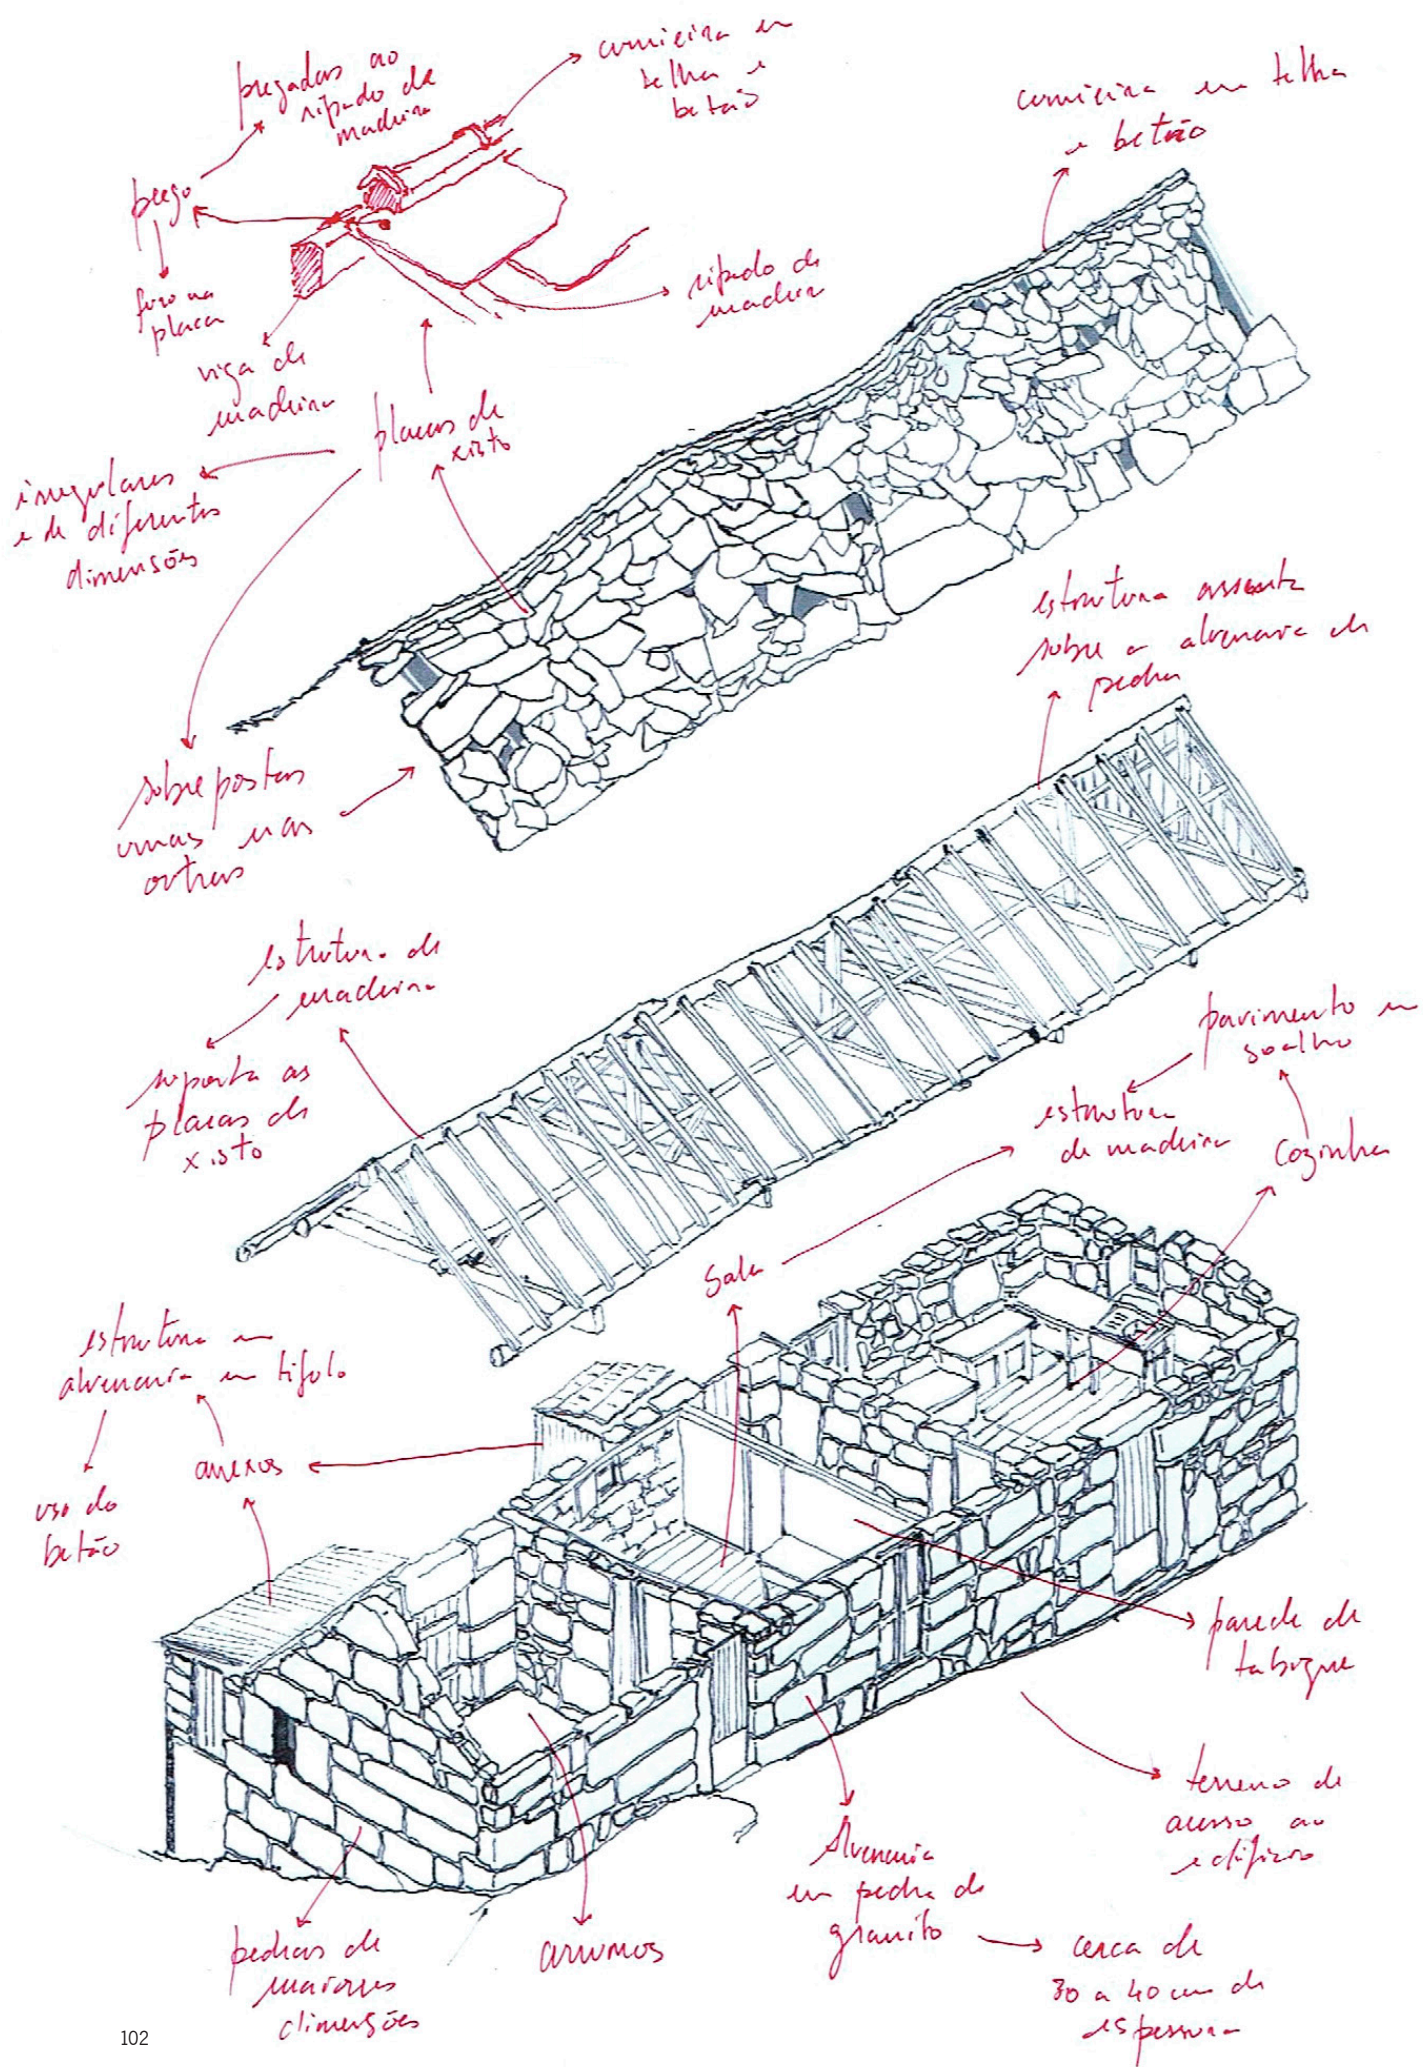 pregadas ao
ripado de
madeira
cumieira em
telha e
betão
cumieira em telha
e betão
prego
furo na
placa
viga de
madeira
ripado de
madeira
placas de
xisto
irregulares
e de diferentes
dimensões
estrutura assenta
sobre a alvenaria de
pedra
sobrepostas
umas nas
outras
estrutura de
madeira
suporta as
placas de
xisto
pavimento em
soalho
estrutura
de madeira
cozinha
sala
estrutura em
alvenaria em tijolo
anexos
uso do
betão
parede de
tabique
terreno de
acesso ao
edifício
Alvenaria
em pedra de
granito
cerca de
30 a 40 cm de
espessura
pedras de
maiores
dimensões
arrumos
102